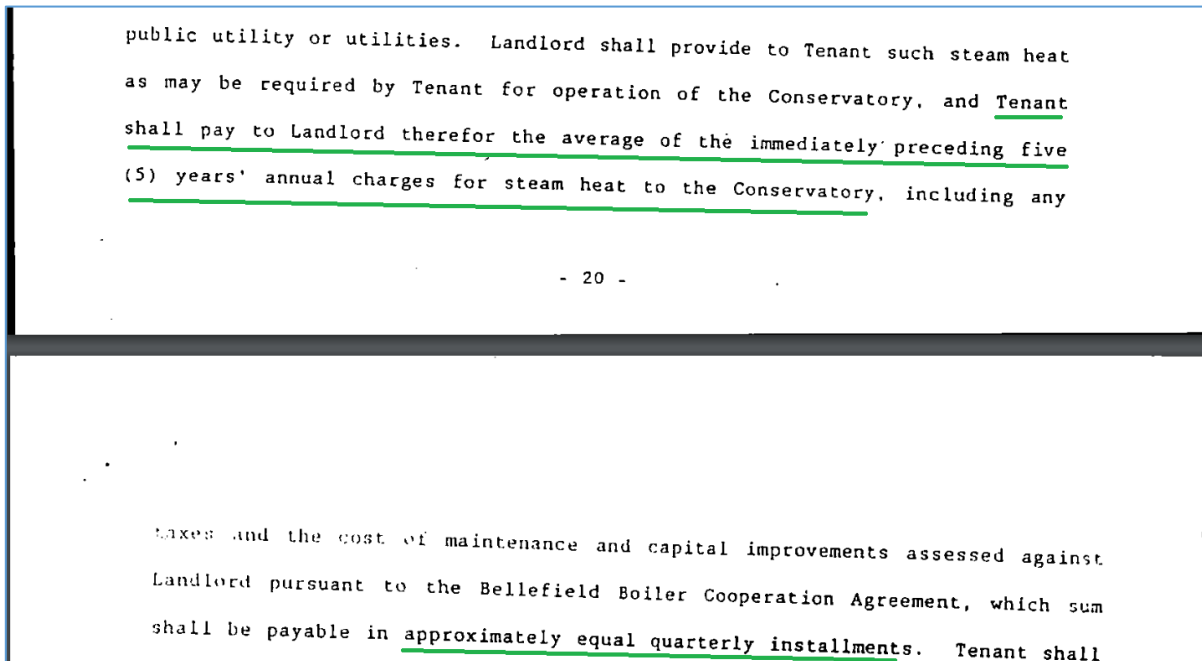 public utility or utilities. Landlord shall provide to Tenant such steam heat
as may be required by Tenant for operation of the Conservatory, and Tenant
shall pay to Landlord therefor the average of the immediately preceding five
(5) years' annual charges for steam heat to the Conservatory, including any
- 20 -
taxes and the cost of maintenance and capital improvements assessed against
Landlord pursuant to the Bellefield Boiler Cooperation Agreement, which sum
shall be payable in approximately equal quarterly installments. Tenant shall